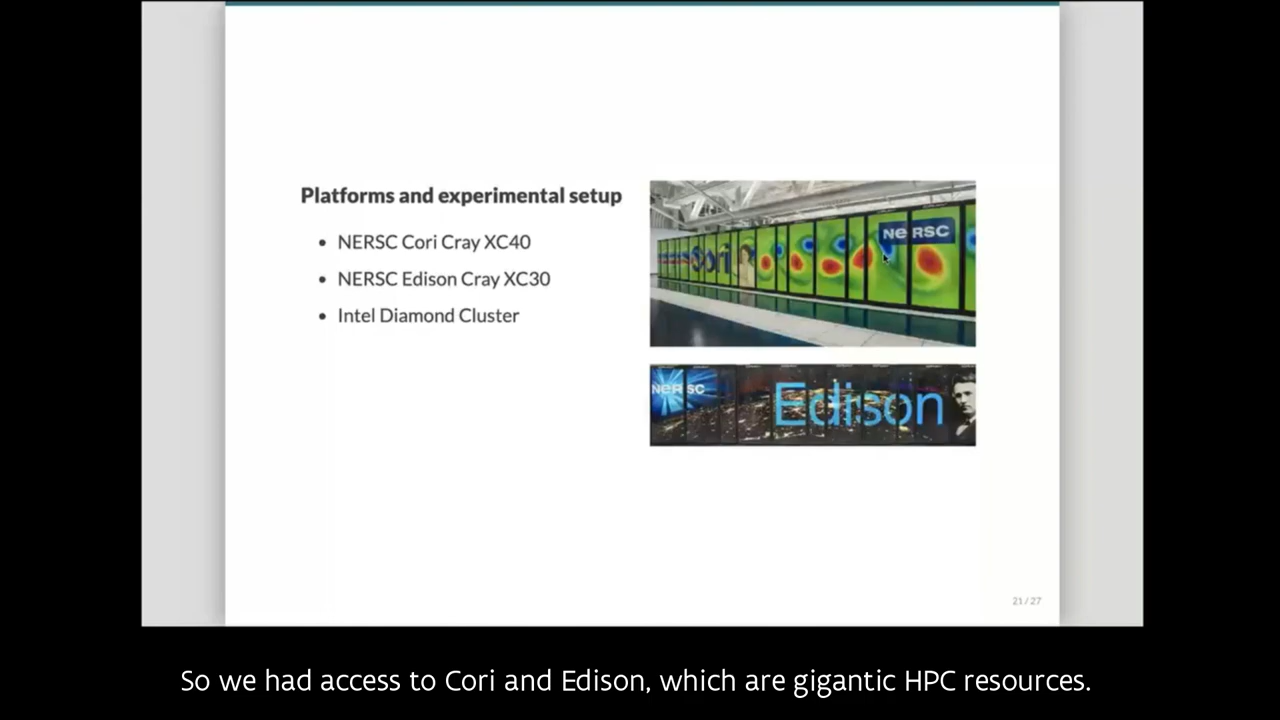 Platforms and experimental setup
• NERSC Cori Cray XC40
• NERSC Edison Cray XC30
• Intel Diamond Cluster
Cori
NERSC
NERSC
Edison
21 / 27
So we had access to Cori and Edison, which are gigantic HPC resources.